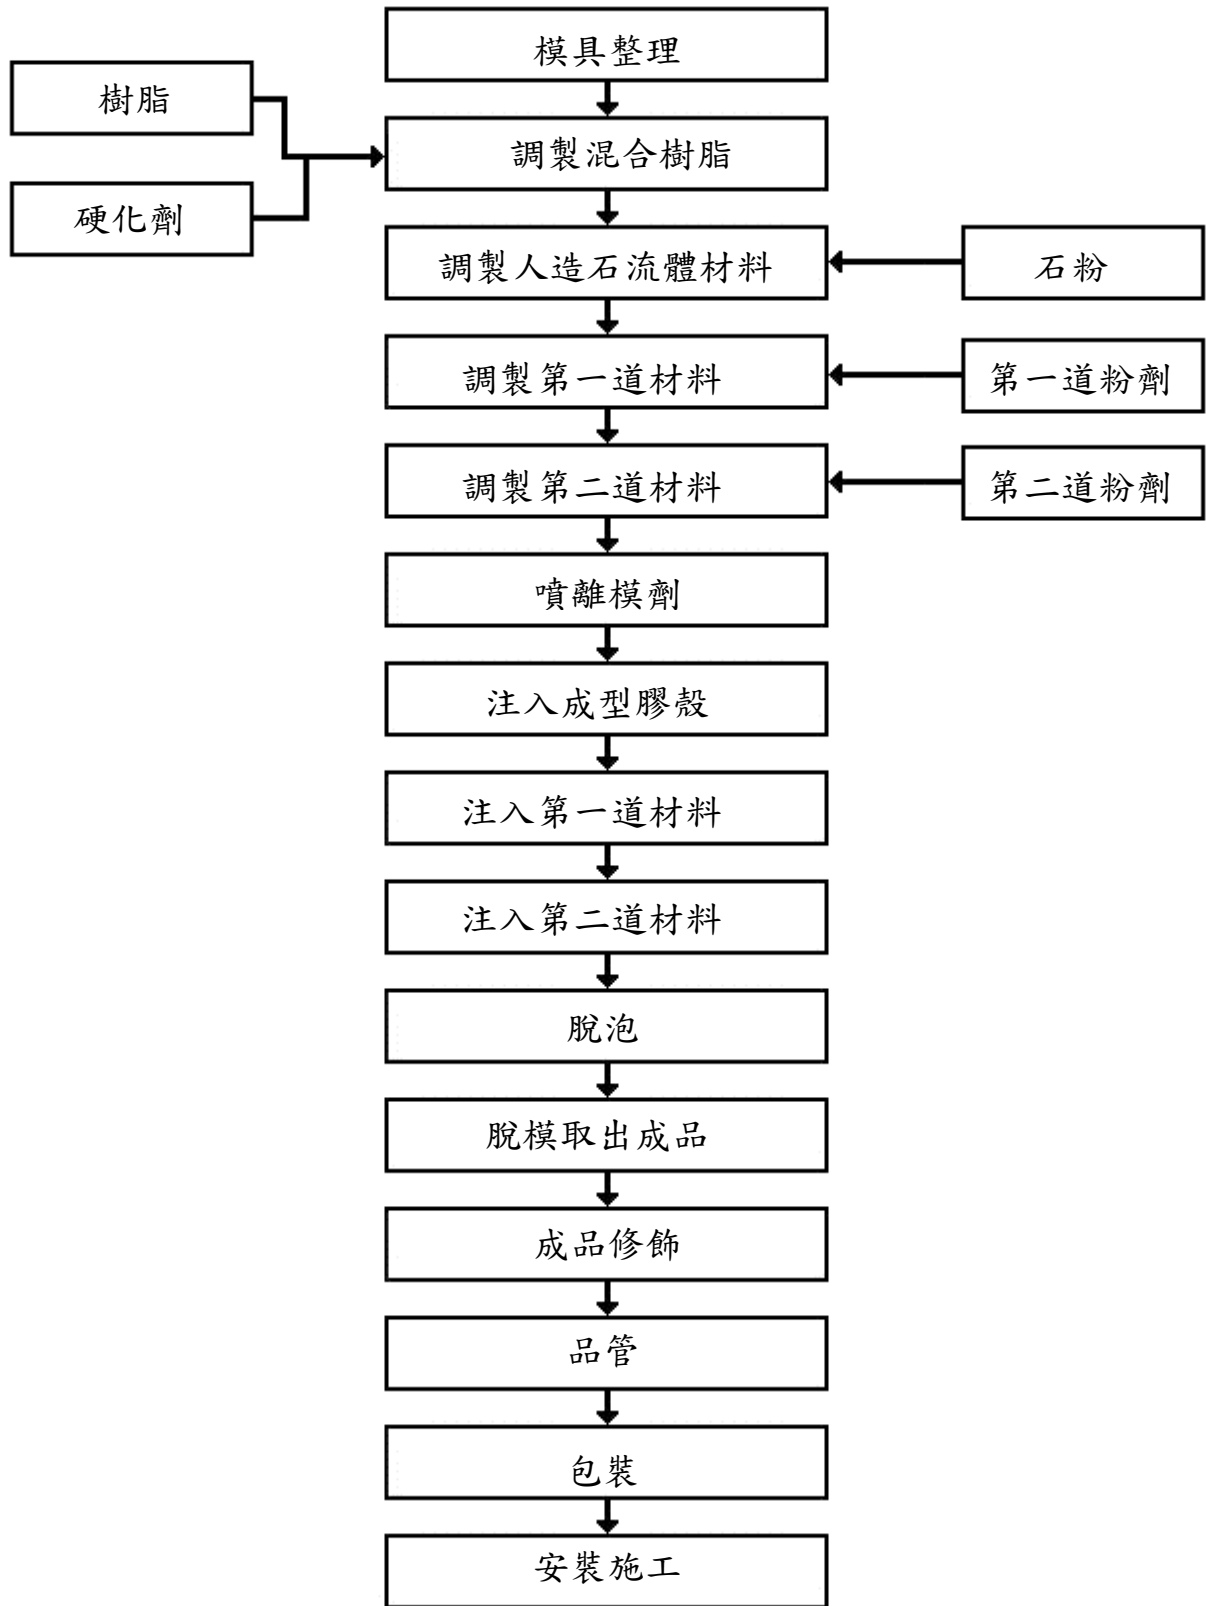 模具整理
樹脂
調製混合樹脂
硬化劑
調製人造石流體材料
石粉
調製第一道材料
第一道粉劑
調製第二道材料
第二道粉劑
噴離模劑
注入成型膠殼
注入第一道材料
注入第二道材料
脫泡
脫模取出成品
成品修飾
品管
包裝
安裝施工